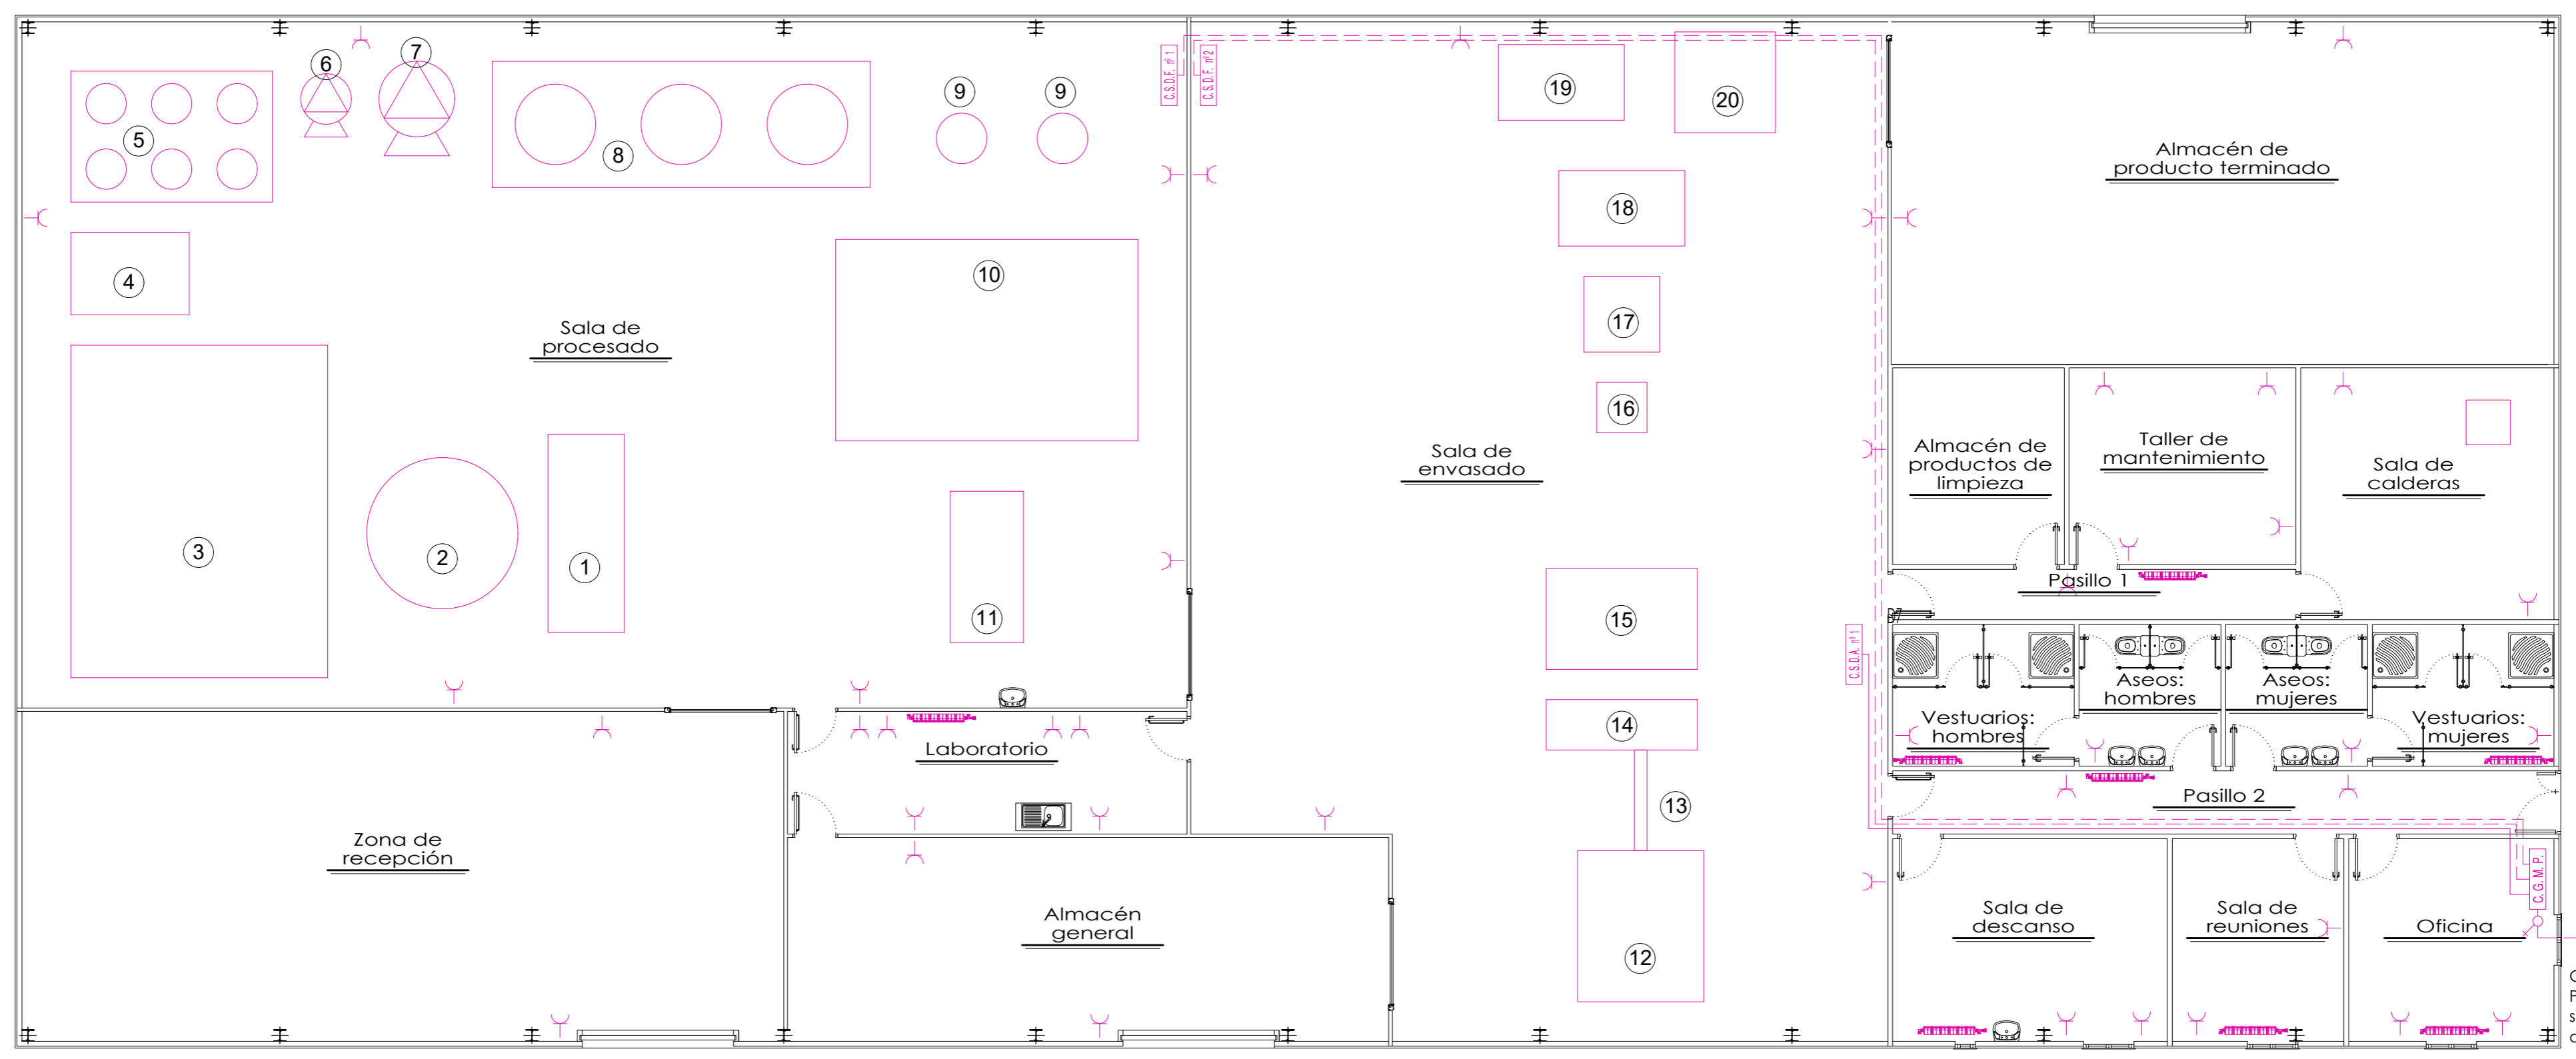 6
7
5
8
9
9
C.S.D.F. nº 1
C.S.D.F. nº 2
19
20
Almacén de
producto terminado
4
10
18
17
16
Sala de
procesado
Sala de
envasado
Almacén de
productos de
limpieza
Taller de
mantenimiento
Sala de
calderas
3
2
1
11
15
Pasillo 1
C.S.D.A. nº 1
Aseos:
hombres
Aseos:
mujeres
Vestuarios:
hombres
Vestuarios:
mujeres
14
Laboratorio
13
Pasillo 2
Zona de
recepción
Almacén
general
12
Sala de
descanso
Sala de
reuniones
Oficina
C.G.M.P.